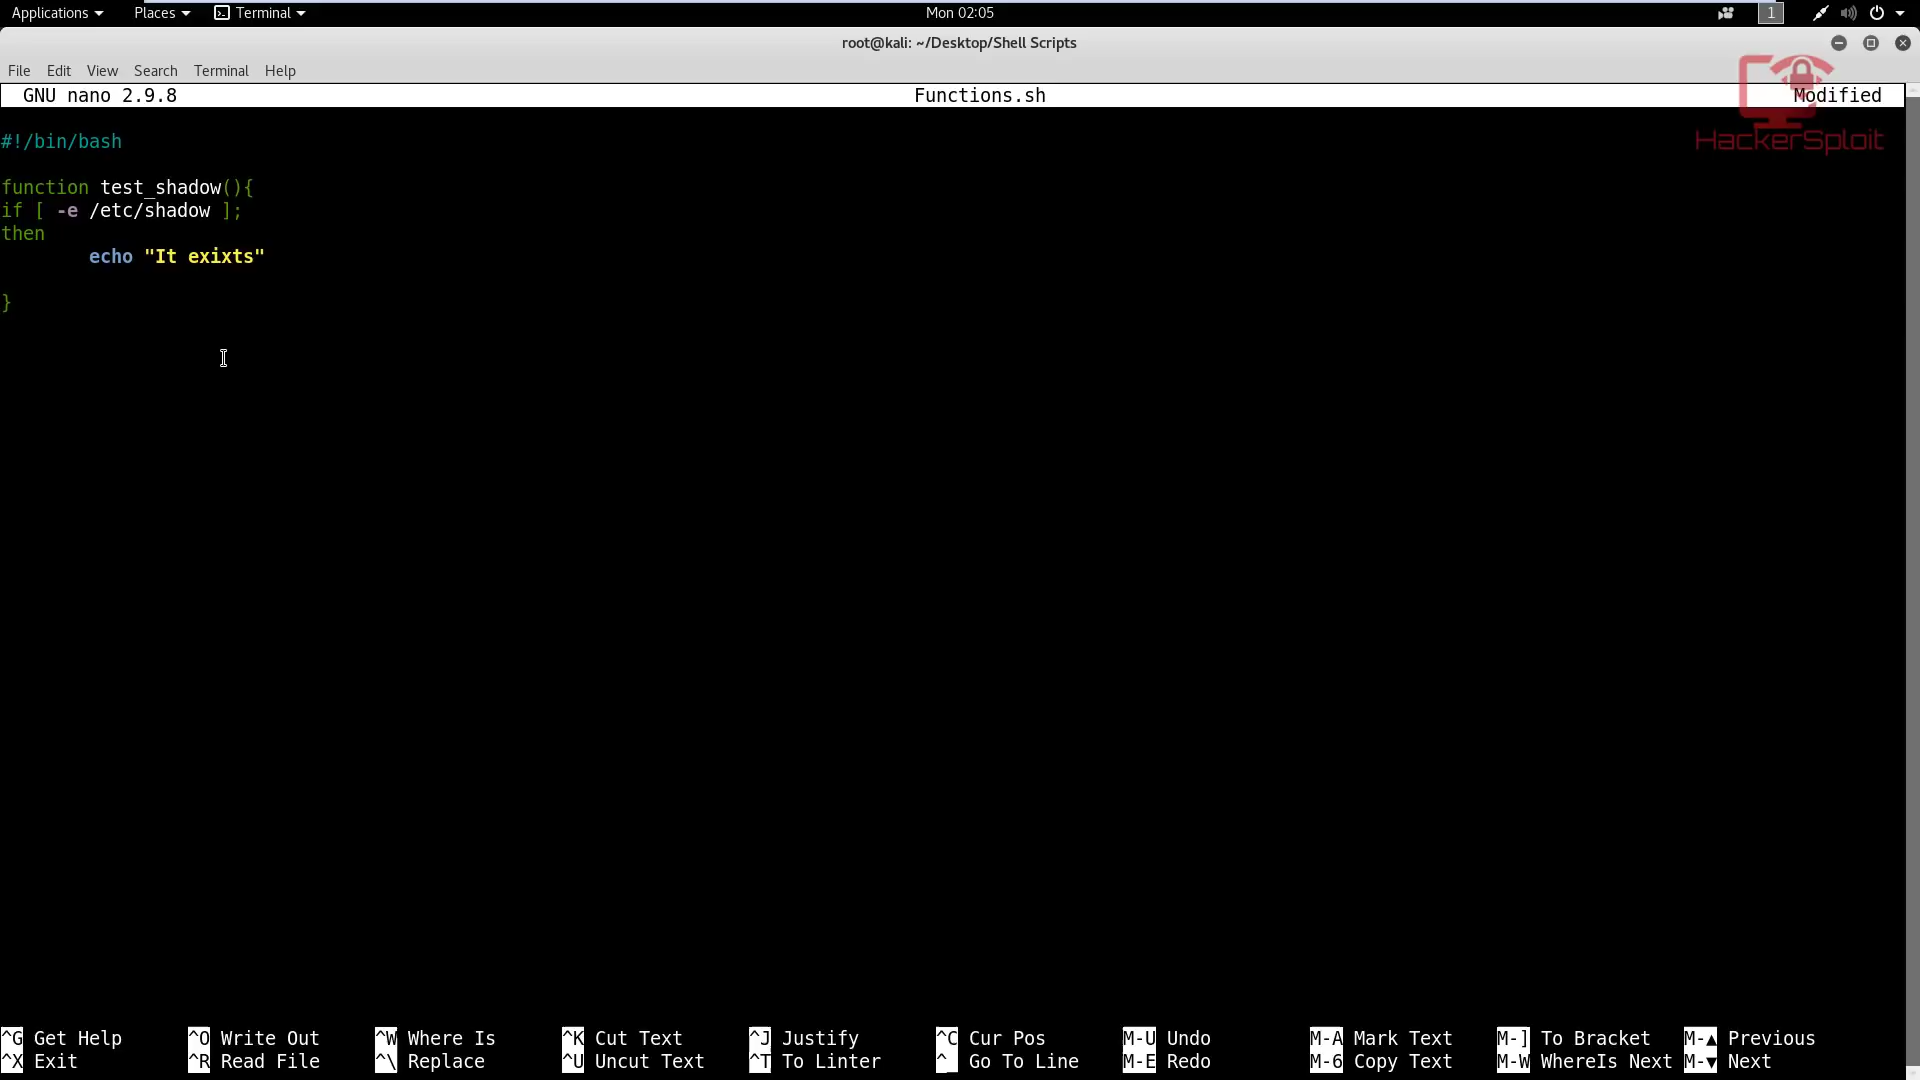 Applications Places Terminal Mon 02:05 1
root@kali: ~/Desktop/Shell Scripts
File Edit View Search Terminal Help
GNU nano 2.9.8 Functions.sh Modified
HackerSploit
#!/bin/bash
function test_shadow(){
if [ -e /etc/shadow ];
then
echo "It exixts"
}
^G Get Help ^O Write Out ^W Where Is ^K Cut Text ^J Justify ^C Cur Pos M-U Undo M-A Mark Text M-] To Bracket M-▲ Previous
^X Exit ^R Read File ^\ Replace ^U Uncut Text ^T To Linter ^_ Go To Line M-E Redo M-6 Copy Text M-W WhereIs Next M-▼ Next